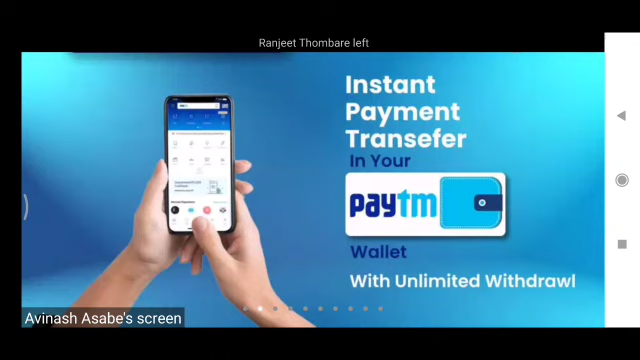 Ranjeet Thombare left
Instant
Payment
Transefer
In Your
paytm
Wallet
With Unlimited Withdrawl
Avinash Asabe's screen